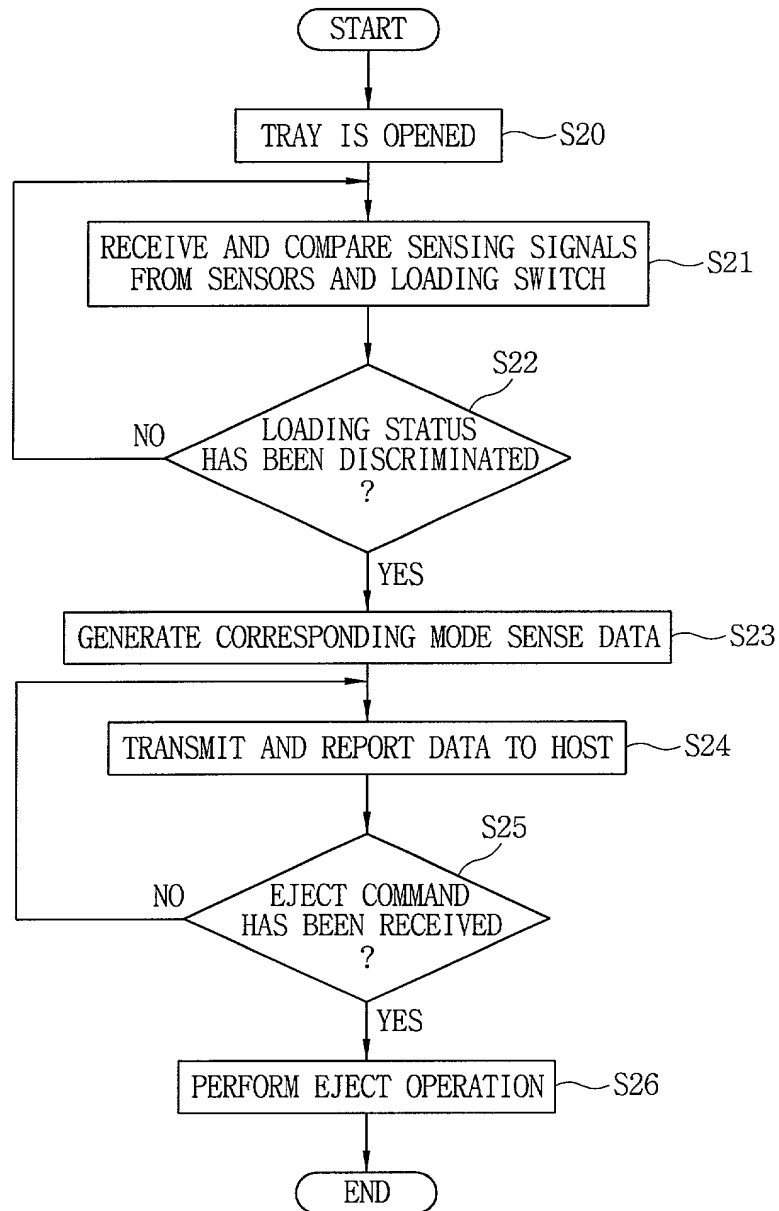 START
TRAY IS OPENED
S20
RECEIVE AND COMPARE SENSING SIGNALS
FROM SENSORS AND LOADING SWITCH
S21
S22
LOADING STATUS
HAS BEEN DISCRIMINATED
?
NO
YES
GENERATE CORRESPONDING MODE SENSE DATA
S23
TRANSMIT AND REPORT DATA TO HOST
S24
S25
EJECT COMMAND
HAS BEEN RECEIVED
?
NO
YES
PERFORM EJECT OPERATION
S26
END